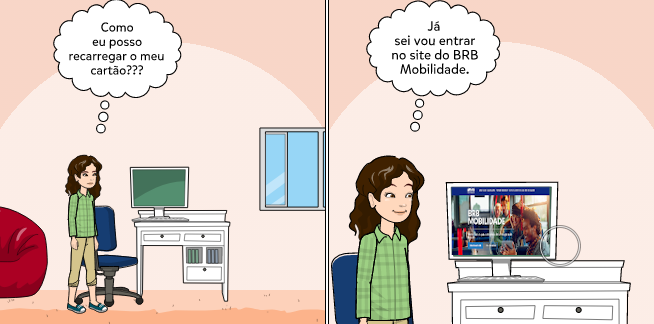 Como
eu posso
recarregar o meu
cartão???
Já
sei vou entrar
no site do BRB
Mobilidade.
BRB
MOBILIDADE